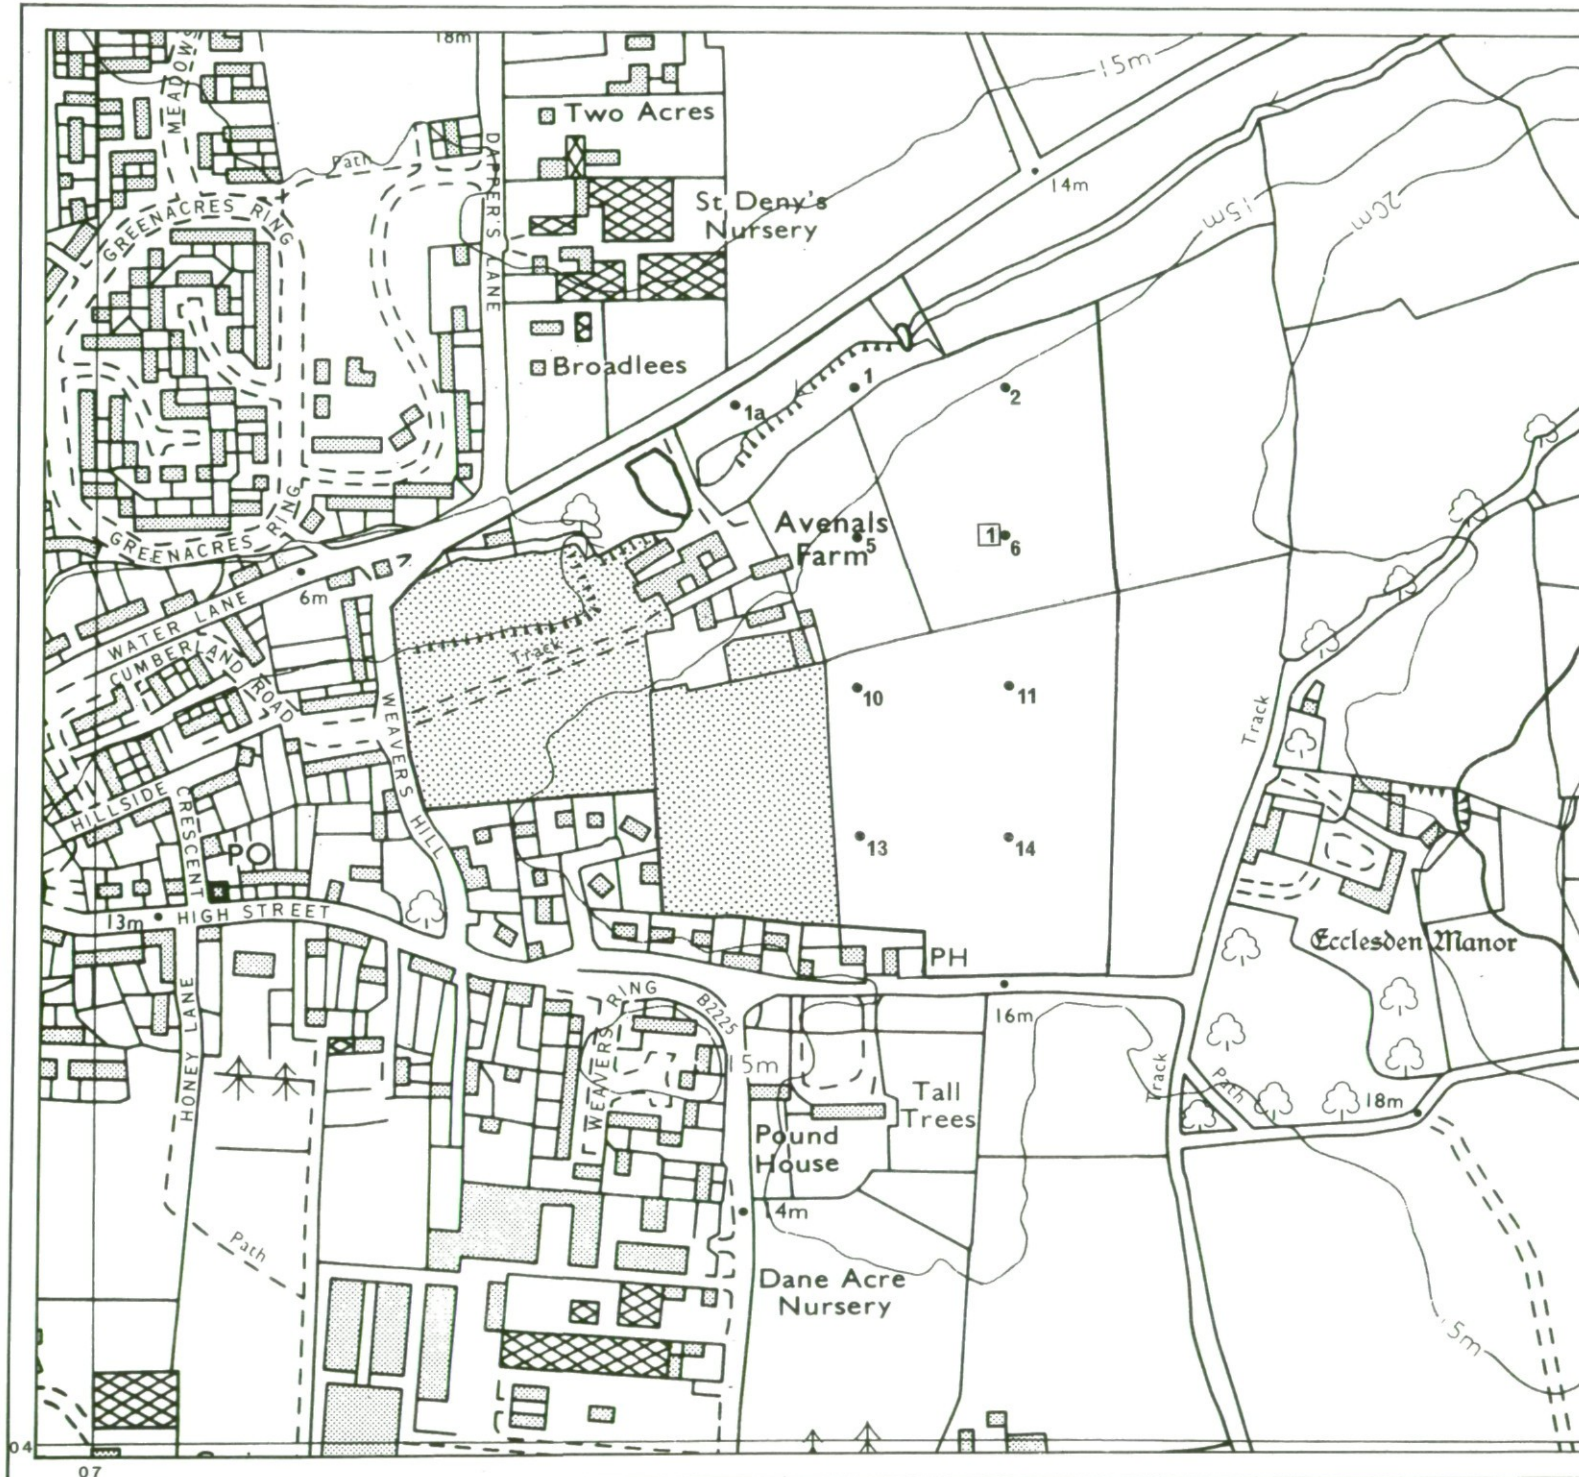 18m
MEADOWS
15m
Two Acres
Path
DAPPER'S LANE
14m
St Deny's
Nursery
GREENACRES RING
15m
20m
Broadlees
1
2
1a
GREENACRES RING
Avenals
Farm
5
1
6
6m
WATER LANE
CUMBERLAND ROAD
Track
10
11
WEAVERS HILL
Track
HILLSIDE CRESCENT
13
14
PO
13m
HIGH STREET
Ecclesden Manor
PH
HONEY LANE
WEAVERS RING
B2225
16m
15m
Track
Path
Tall
Trees
18m
Pound
House
14m
Path
Dane Acre
Nursery
15m
04
07